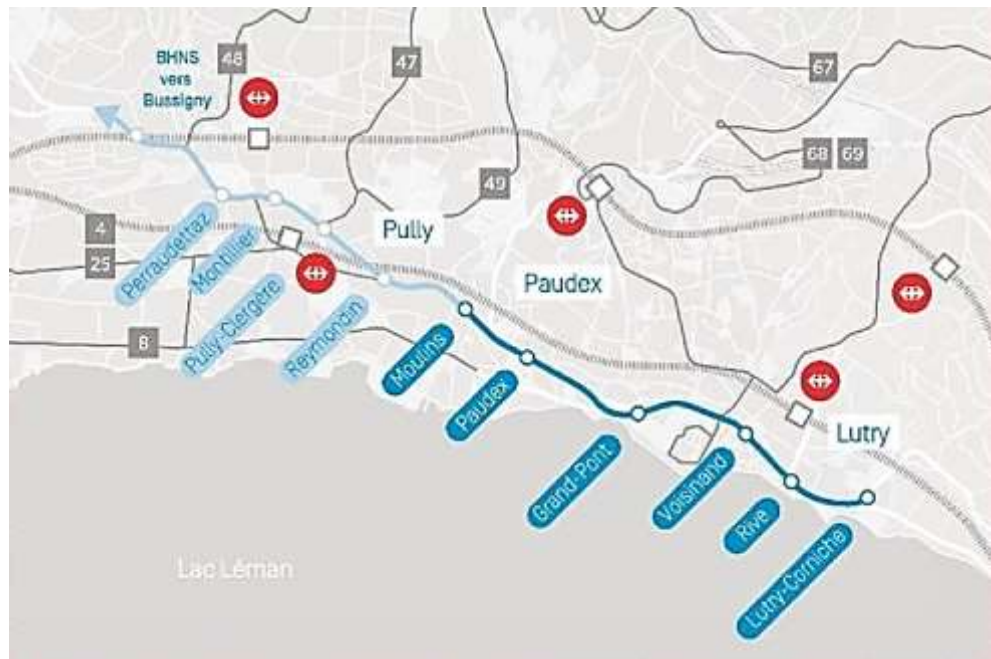 BHNS
vers
Bussigny
48
47
67
68 69
49
4
25
8
Pully
Paudex
Lutry
Perraudettaz
Montillier
Pully-Clergère
Reymondin
Moulins
Paudex
Grand-Pont
Voisinand
Rive
Lutry-Corniche
Lac Léman